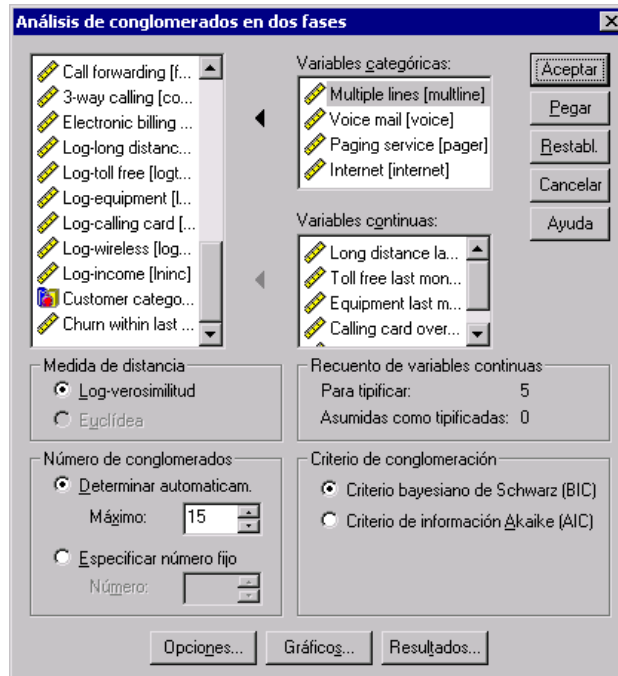 Análisis de conglomerados en dos fases
Call forwarding [f...
3-way calling [co...
Electronic billing ...
Log-long distanc...
Log-toll free [logt...
Log-equipment [l...
Log-calling card [...
Log-wireless [log...
Log-income [lninc]
Customer catego...
Churn within last ...
Variables categóricas:
Multiple lines [multline]
Voice mail [voice]
Paging service [pager]
Internet [internet]
Variables continuas:
Long distance la...
Toll free last mon...
Equipment last m...
Calling card over...
Aceptar
Pegar
Restabl.
Cancelar
Ayuda
Medida de distancia
Log-verosimilitud
Euclídea
Recuento de variables continuas
Para tipificar: 5
Asumidas como tipificadas: 0
Número de conglomerados
Determinar automaticam.
Máximo: 15
Especificar número fijo
Número:
Criterio de conglomeración
Criterio bayesiano de Schwarz (BIC)
Criterio de información Akaike (AIC)
Opciones...
Gráficos...
Resultados...